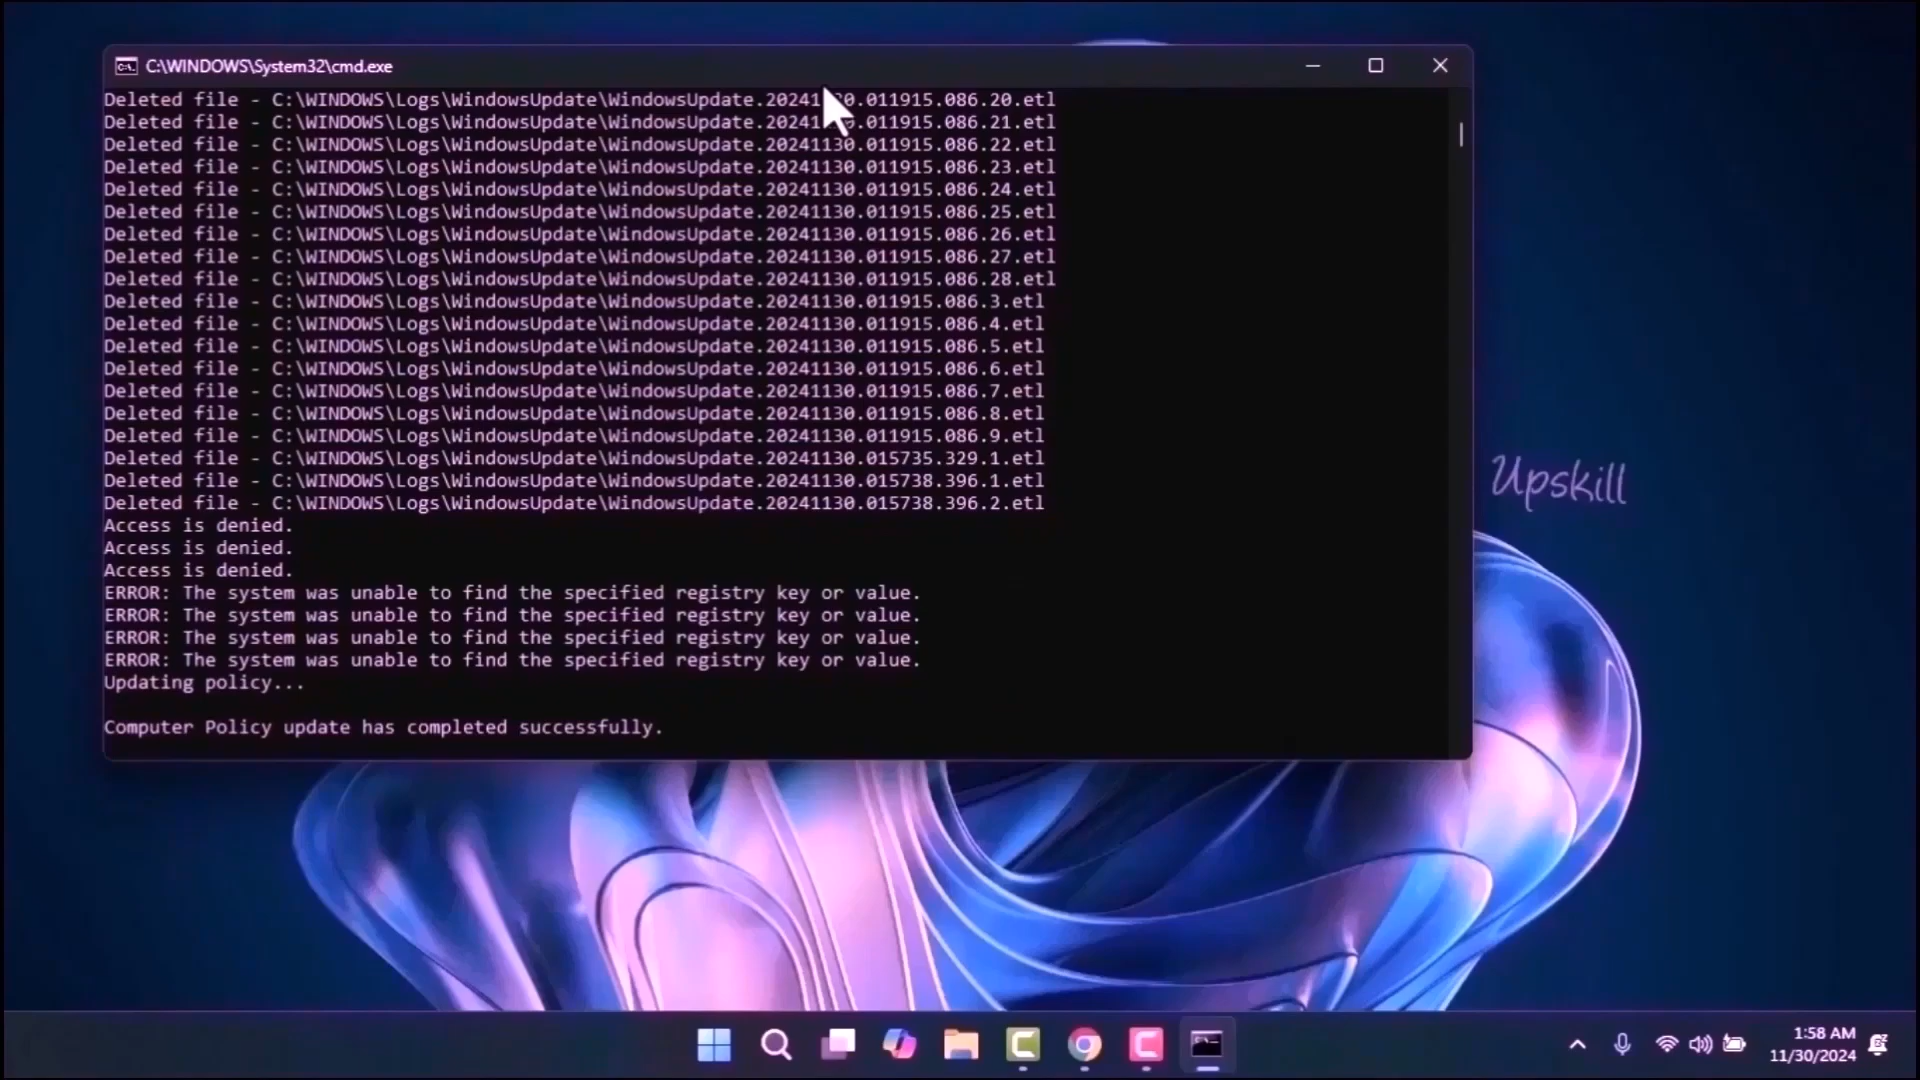 C:\WINDOWS\System32\cmd.exe
Deleted file - C:\WINDOWS\Logs\WindowsUpdate\WindowsUpdate.20241130.011915.086.20.etl
Deleted file - C:\WINDOWS\Logs\WindowsUpdate\WindowsUpdate.20241130.011915.086.21.etl
Deleted file - C:\WINDOWS\Logs\WindowsUpdate\WindowsUpdate.20241130.011915.086.22.etl
Deleted file - C:\WINDOWS\Logs\WindowsUpdate\WindowsUpdate.20241130.011915.086.23.etl
Deleted file - C:\WINDOWS\Logs\WindowsUpdate\WindowsUpdate.20241130.011915.086.24.etl
Deleted file - C:\WINDOWS\Logs\WindowsUpdate\WindowsUpdate.20241130.011915.086.25.etl
Deleted file - C:\WINDOWS\Logs\WindowsUpdate\WindowsUpdate.20241130.011915.086.26.etl
Deleted file - C:\WINDOWS\Logs\WindowsUpdate\WindowsUpdate.20241130.011915.086.27.etl
Deleted file - C:\WINDOWS\Logs\WindowsUpdate\WindowsUpdate.20241130.011915.086.28.etl
Deleted file - C:\WINDOWS\Logs\WindowsUpdate\WindowsUpdate.20241130.011915.086.3.etl
Deleted file - C:\WINDOWS\Logs\WindowsUpdate\WindowsUpdate.20241130.011915.086.4.etl
Deleted file - C:\WINDOWS\Logs\WindowsUpdate\WindowsUpdate.20241130.011915.086.5.etl
Deleted file - C:\WINDOWS\Logs\WindowsUpdate\WindowsUpdate.20241130.011915.086.6.etl
Deleted file - C:\WINDOWS\Logs\WindowsUpdate\WindowsUpdate.20241130.011915.086.7.etl
Deleted file - C:\WINDOWS\Logs\WindowsUpdate\WindowsUpdate.20241130.011915.086.8.etl
Deleted file - C:\WINDOWS\Logs\WindowsUpdate\WindowsUpdate.20241130.011915.086.9.etl
Deleted file - C:\WINDOWS\Logs\WindowsUpdate\WindowsUpdate.20241130.015735.329.1.etl
Deleted file - C:\WINDOWS\Logs\WindowsUpdate\WindowsUpdate.20241130.015738.396.1.etl
Deleted file - C:\WINDOWS\Logs\WindowsUpdate\WindowsUpdate.20241130.015738.396.2.etl
Access is denied.
Access is denied.
Access is denied.
ERROR: The system was unable to find the specified registry key or value.
ERROR: The system was unable to find the specified registry key or value.
ERROR: The system was unable to find the specified registry key or value.
ERROR: The system was unable to find the specified registry key or value.
Updating policy...
Computer Policy update has completed successfully.
Upskill
1:58 AM
11/30/2024